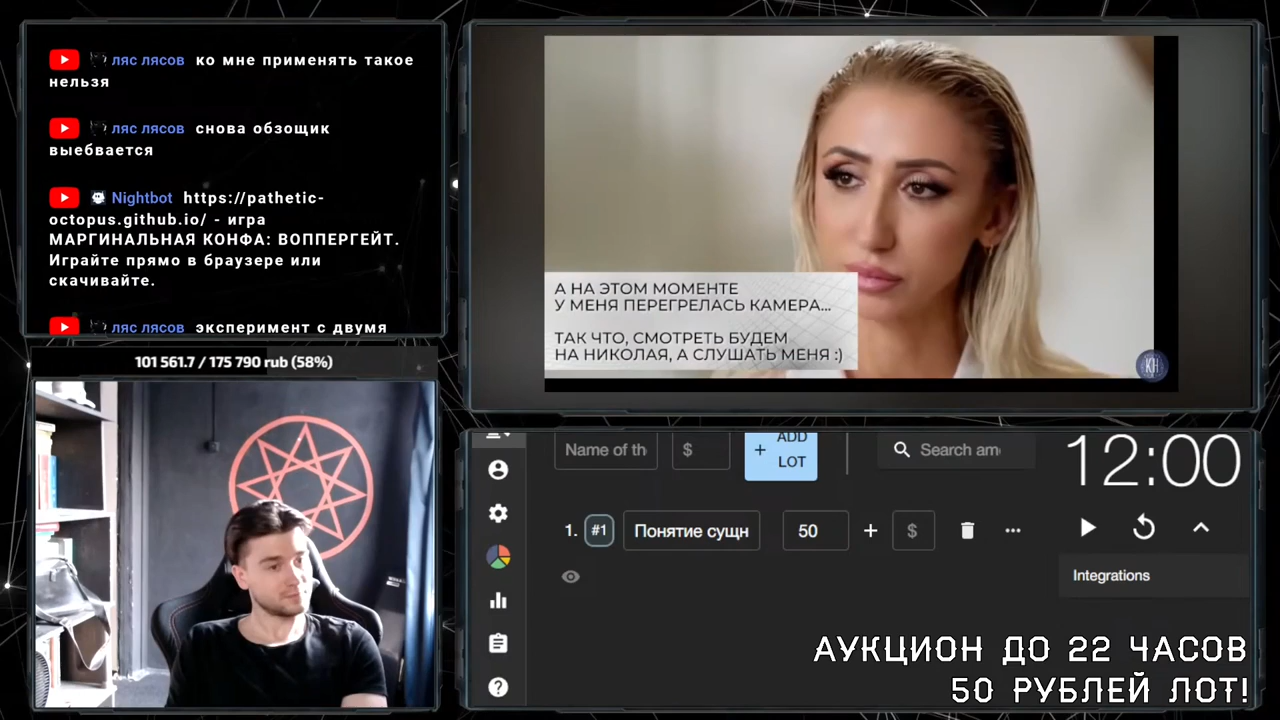 ляс лясов ко мне применять такое
нельзя
ляс лясов снова обзощик
выебвается
Nightbot https://pathetic-
octopus.github.io/ - игра
МАРГИНАЛЬНАЯ КОНФА: ВОППЕРГЕЙТ.
Играйте прямо в браузере или
скачивайте.
ляс лясов эксперимент с двумя
101 561.7 / 175 790 rub (58%)
А НА ЭТОМ МОМЕНТЕ
У МЕНЯ ПЕРЕГРЕЛАСЬ КАМЕРА...
ТАК ЧТО, СМОТРЕТЬ БУДЕМ
НА НИКОЛАЯ, А СЛУШАТЬ МЕНЯ :)
КН
Name of th $ + ADD
LOT
Search am
12:00
1. #1 Понятие сущн 50 + $
Integrations
АУКЦИОН ДО 22 ЧАСОВ
50 РУБЛЕЙ ЛОТ!